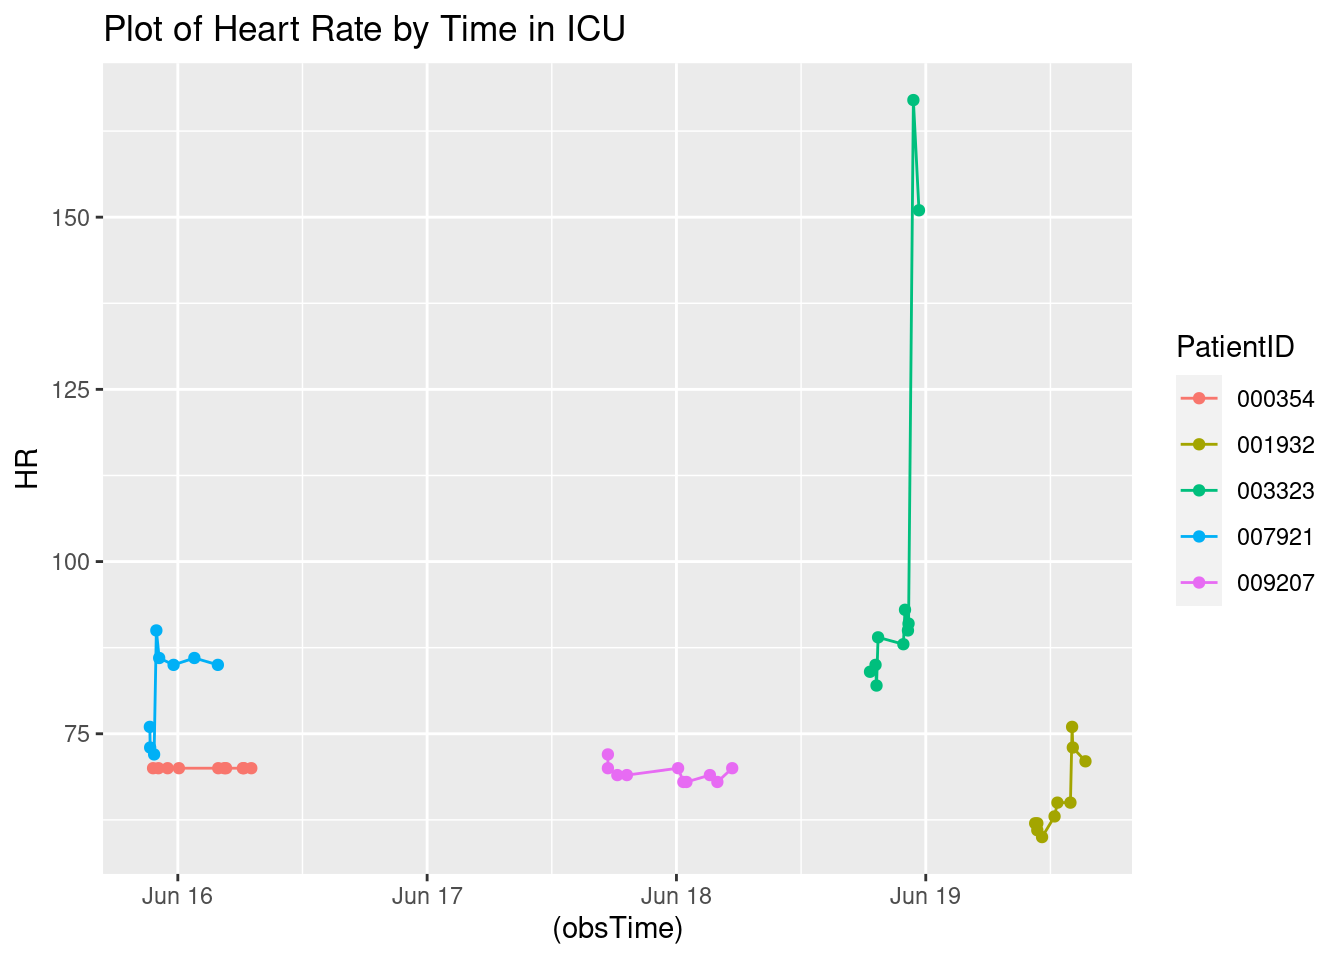 Plot of Heart Rate by Time in ICU
150
125
100
75
HR
Jun 16
Jun 17
Jun 18
Jun 19
(obsTime)
PatientID
000354
001932
003323
007921
009207